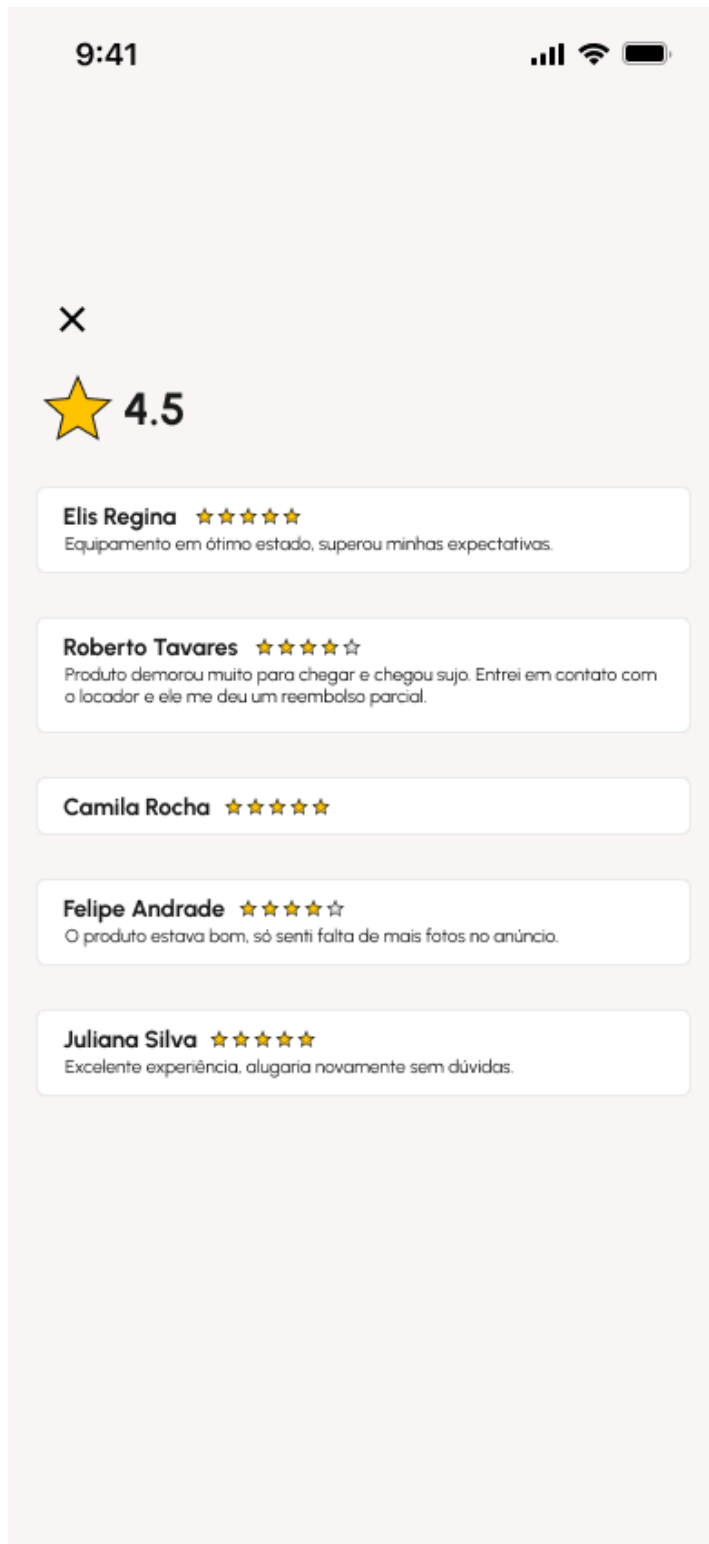 9:41
4.5
Elis Regina
Equipamento em ótimo estado, superou minhas expectativas.
Roberto Tavares
Produto demorou muito para chegar e chegou sujo. Entrei em contato com
o locador e ele me deu um reembolso parcial.
Camila Rocha
Felipe Andrade
O produto estava bom, só senti falta de mais fotos no anúncio.
Juliana Silva
Excelente experiência, alugaria novamente sem dúvidas.